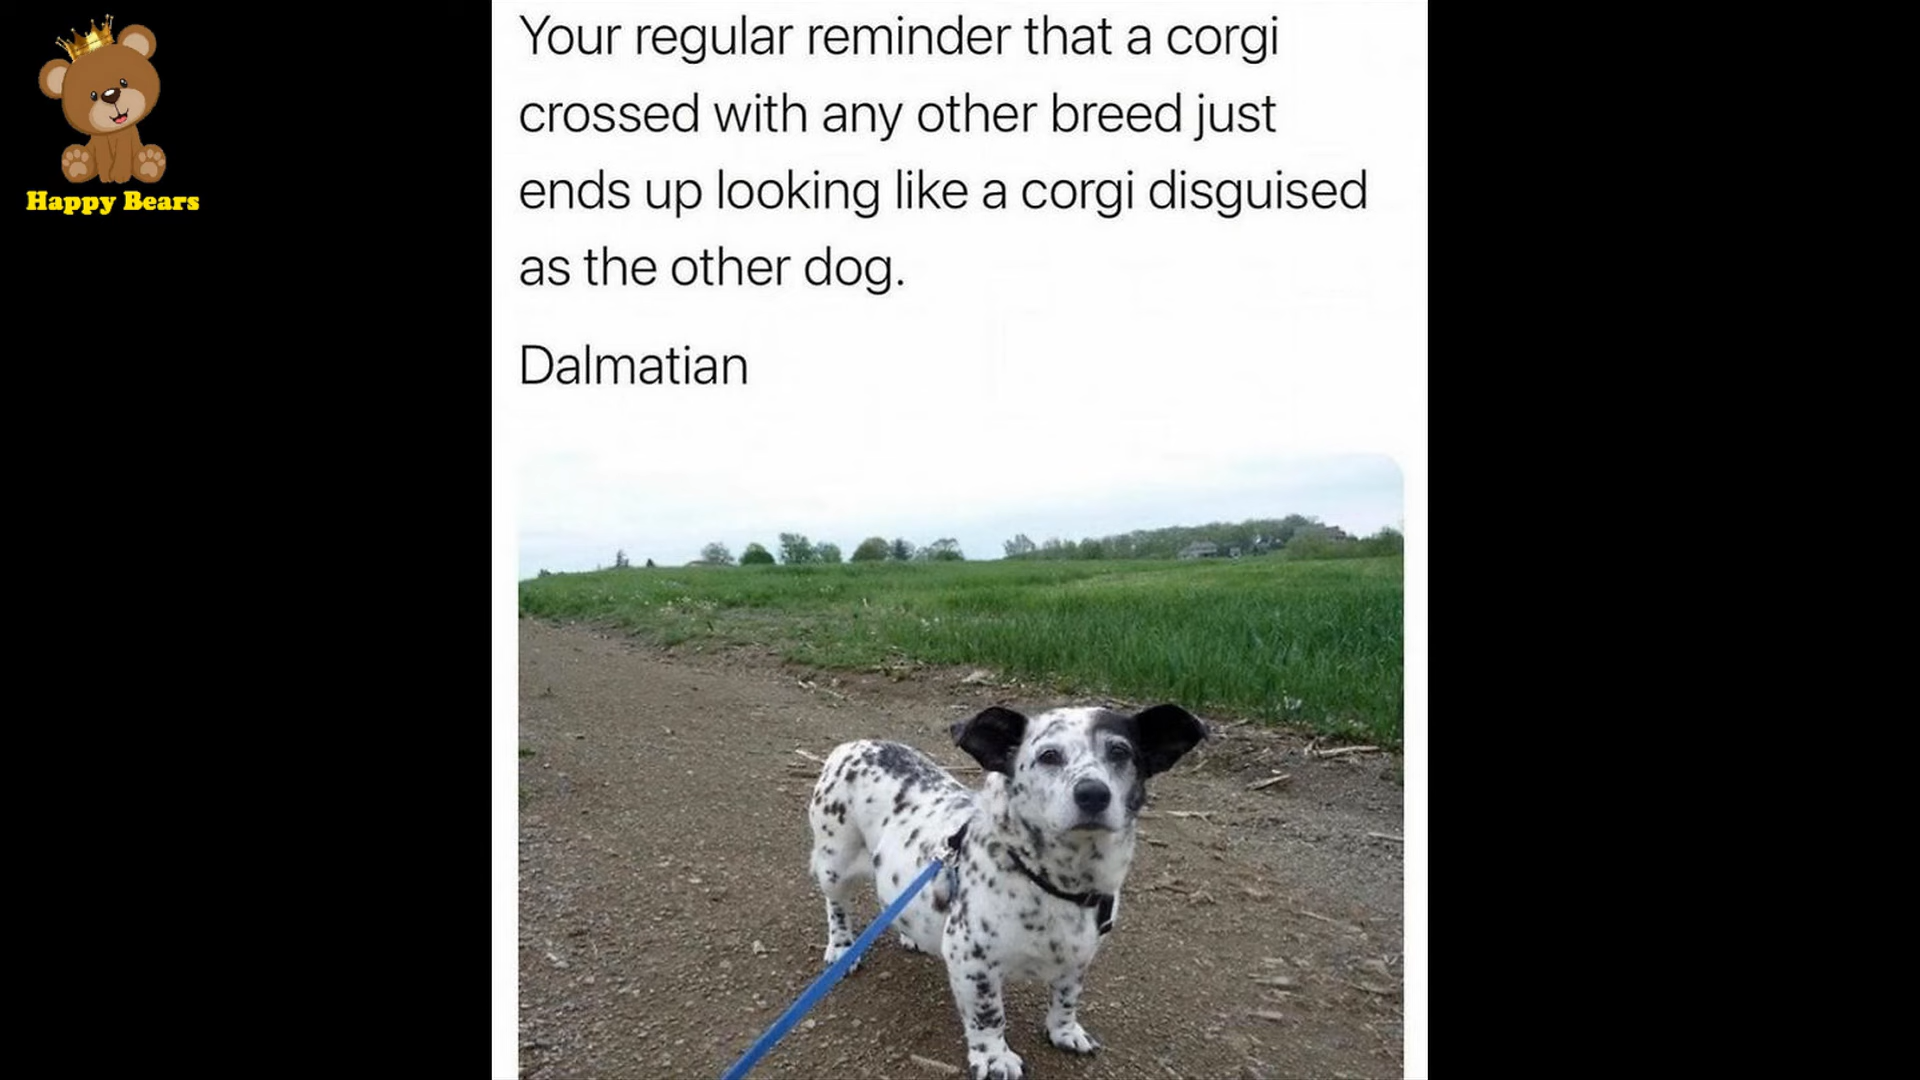 Your regular reminder that a corgi
crossed with any other breed just
ends up looking like a corgi disguised
as the other dog.
Dalmatian
Happy Bears